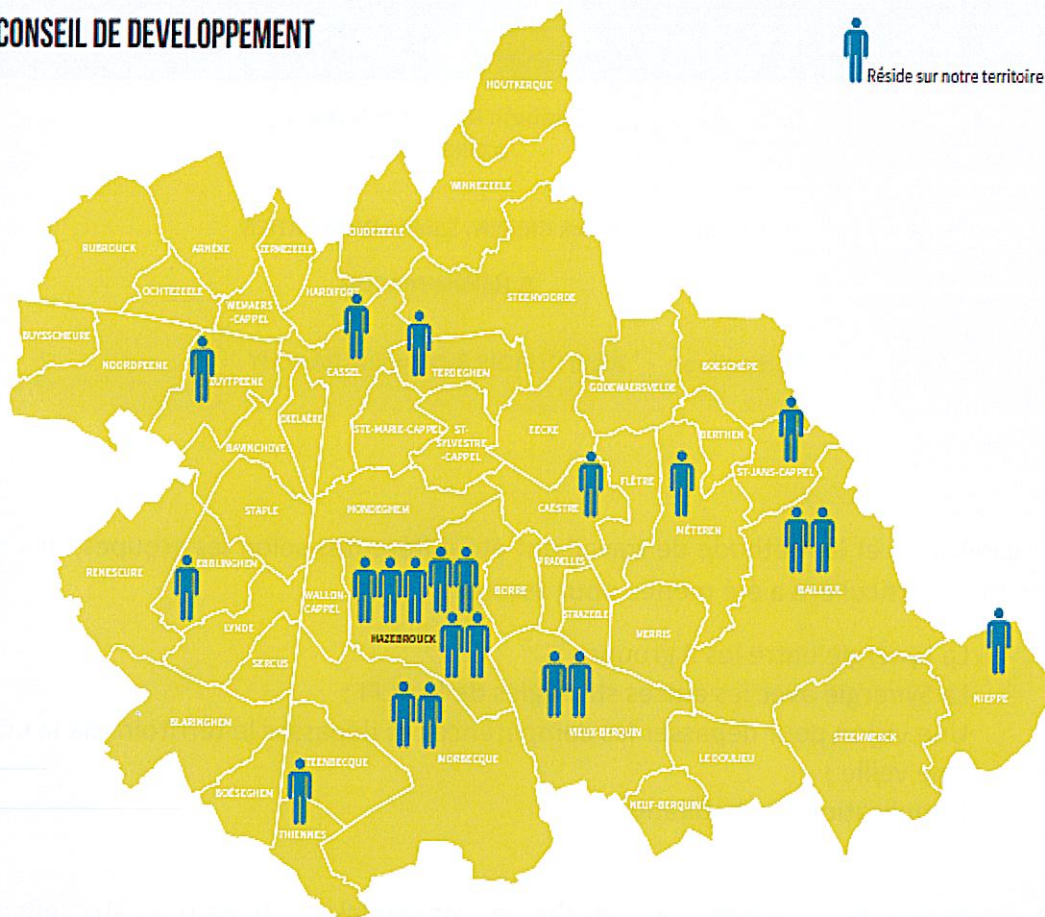 CONSEIL DE DEVELOPPEMENT
Réside sur notre territoire
HOUTKERQUE
WINNEZEELE
OUDEZEELE
RUBROUCK
ARNÈKE
ZERMEZEELE
OCHTEZEELE
WEMAERS
-CAPPEL
HARDIFORT
STEENVOORDE
BUYSSCHEURE
NOORDPEENE
ZUYTPEENE
CASSEL
TERDEGHEM
GODEWAERSVELDE
BOESCHÈPE
OXELAËRE
BAVINCHOVE
STE-MARIE-CAPPEL
ST-
SYLVESTRE
-CAPPEL
EECKE
BERTHEN
ST-JANS-CAPPEL
FLÊTRE
CAËSTRE
MÉTEREN
STAPLE
HONDEGHEM
BAILLEUL
RENESCURE
EBBLINGHEM
WALLON-
CAPPEL
BORRE
PRADELLES
STRAZEELE
MERRIS
LYNDE
SERCUS
HAZEBROUCK
NIEPPE
BLARINGHEM
STEENBECQUE
MORBECQUE
VIEUX-BERQUIN
LE DOULIEU
STEENWERCK
BOËSEGHEM
THIENNES
NEUF-BERQUIN